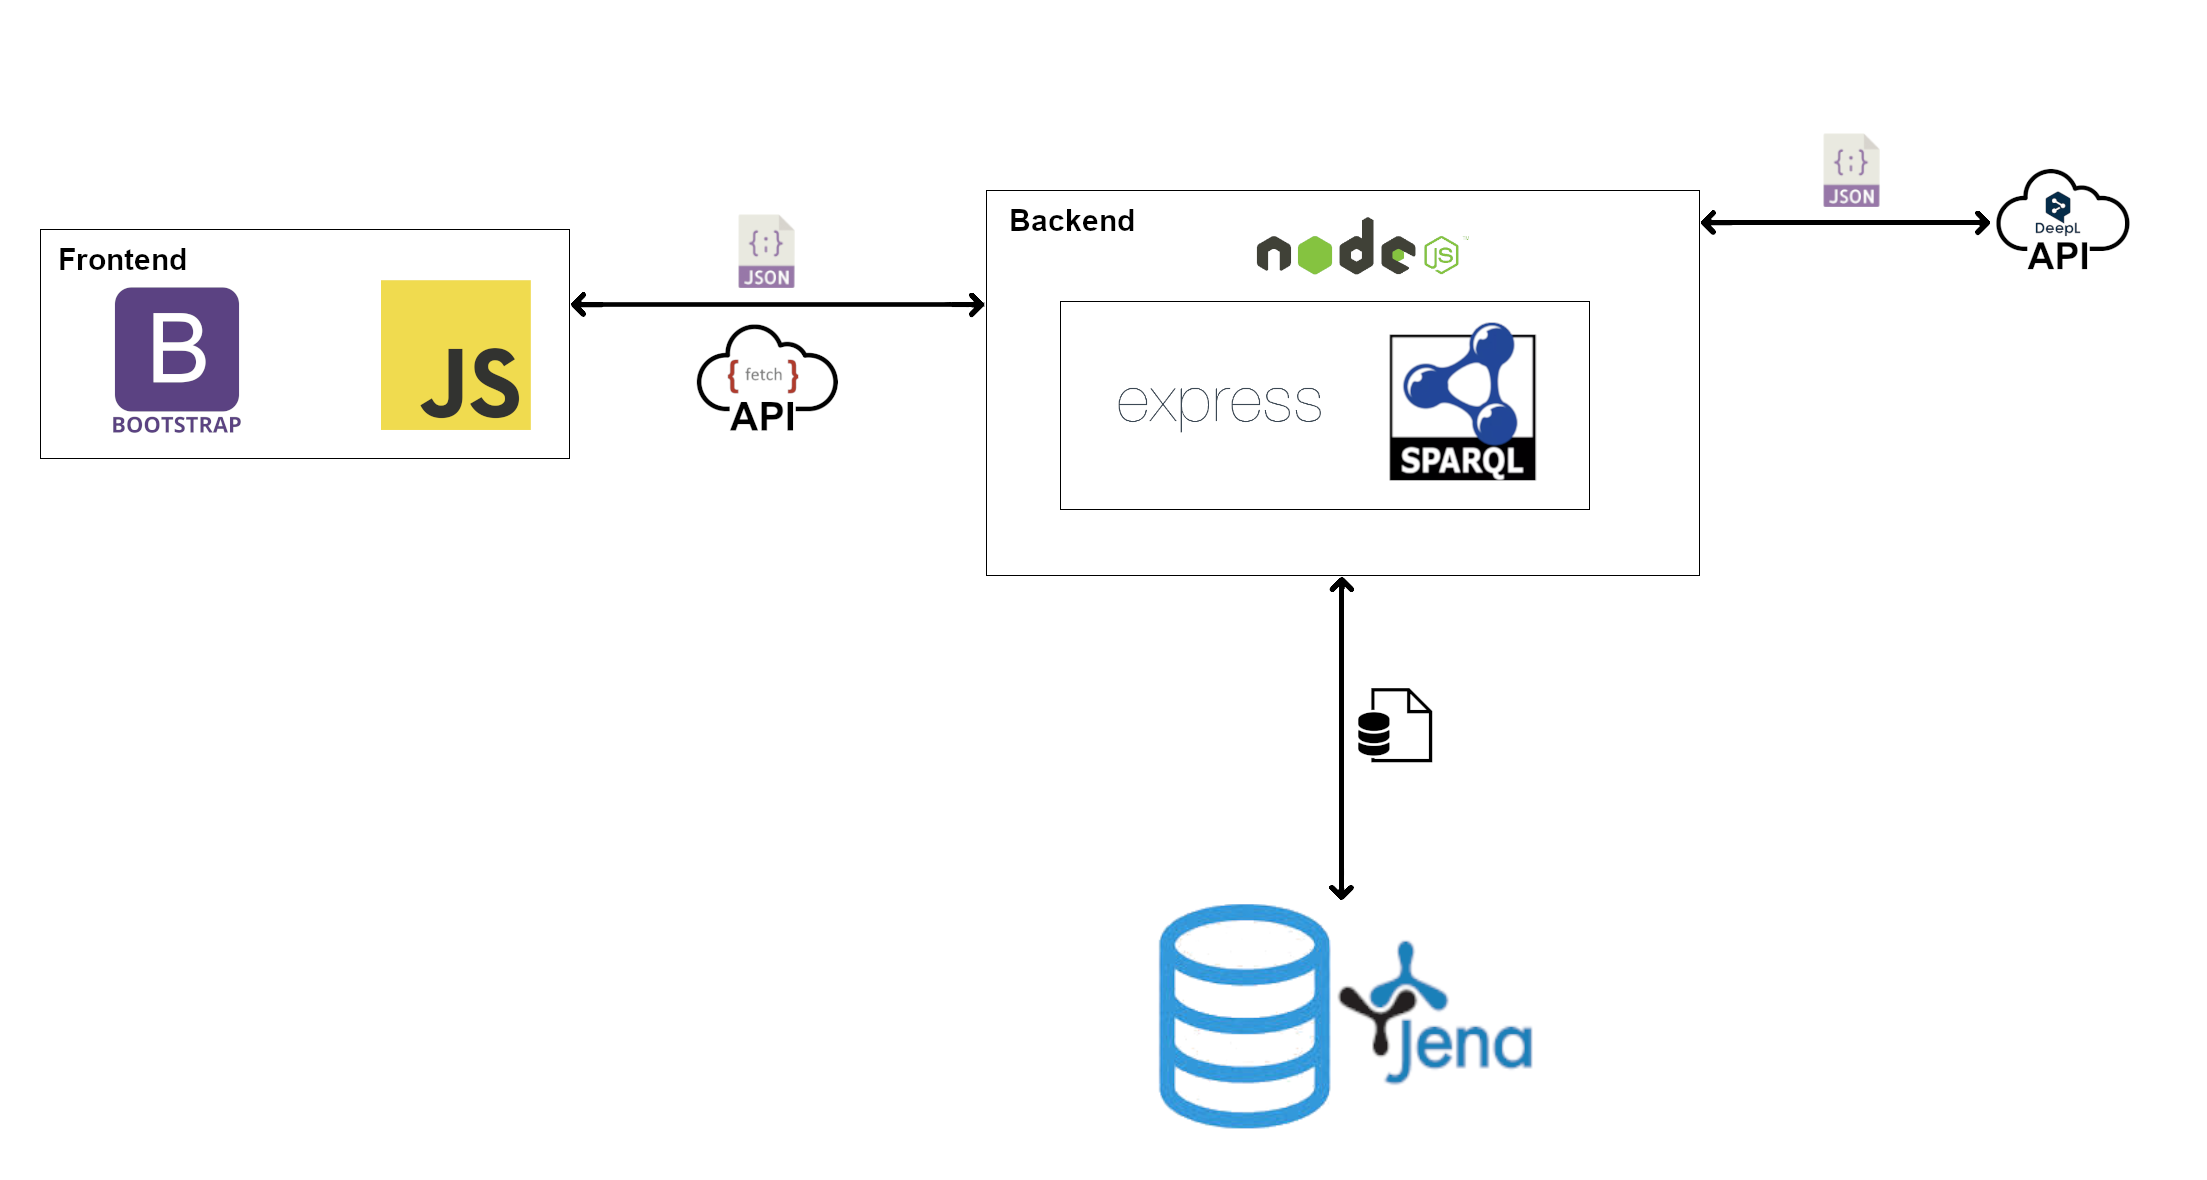 Frontend
B
BOOTSTRAP
JS
{;}
JSON
{ fetch }
API
Backend
node
JS
express
SPARQL
{;}
JSON
DeepL
API
Jena